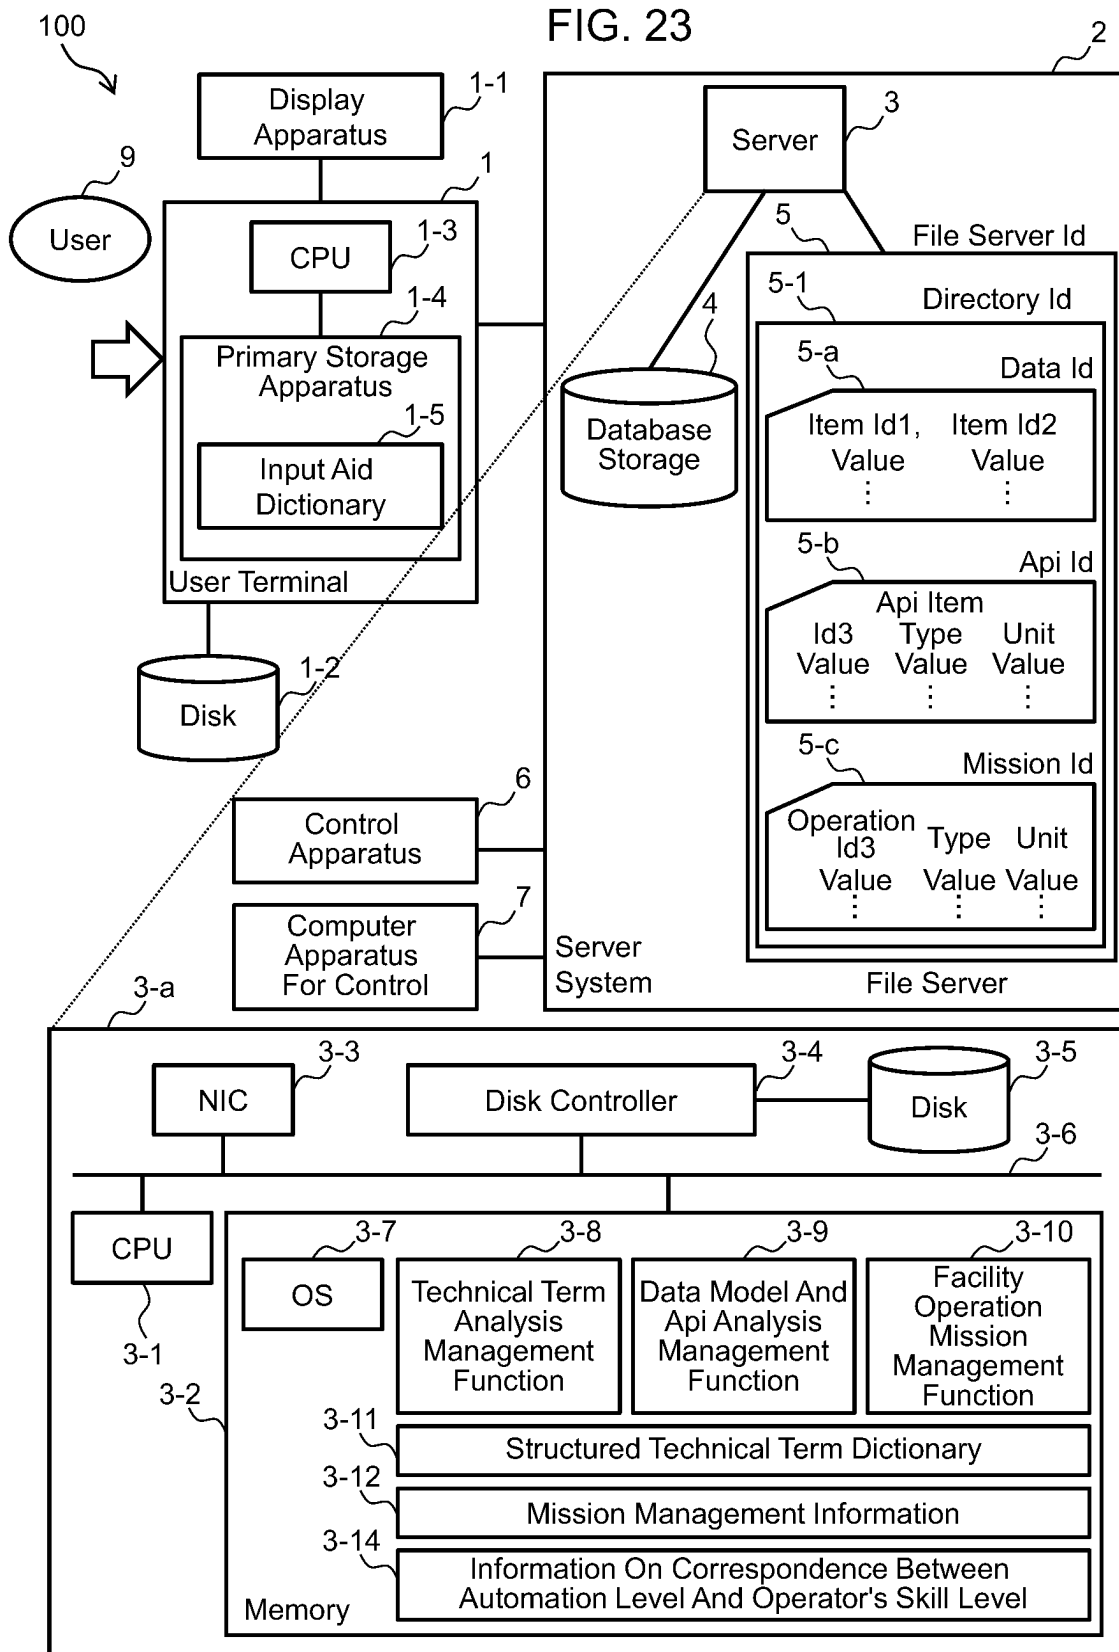 FIG. 23
100
2
Display
Apparatus
1-1
Server
3
9
User
1
CPU
1-3
1-4
Primary Storage
Apparatus
1-5
Input Aid
Dictionary
User Terminal
1-2
Disk
4
Database
Storage
5
File Server Id
5-1
Directory Id
5-a
Data Id
Item Id1, Item Id2
Value Value
⋮ ⋮
5-b
Api Id
Api Item
Id3 Type Unit
Value Value Value
⋮ ⋮ ⋮
5-c
Mission Id
Operation
Id3 Type Unit
Value Value Value
⋮ ⋮ ⋮
File Server
6
Control
Apparatus
7
Computer
Apparatus
For Control
Server
System
3-a
3-3
NIC
3-4
Disk Controller
3-5
Disk
3-6
CPU
3-1
3-2
3-7
OS
3-8
Technical Term
Analysis
Management
Function
3-9
Data Model And
Api Analysis
Management
Function
3-10
Facility
Operation
Mission
Management
Function
3-11
Structured Technical Term Dictionary
3-12
Mission Management Information
3-14
Information On Correspondence Between
Automation Level And Operator's Skill Level
Memory